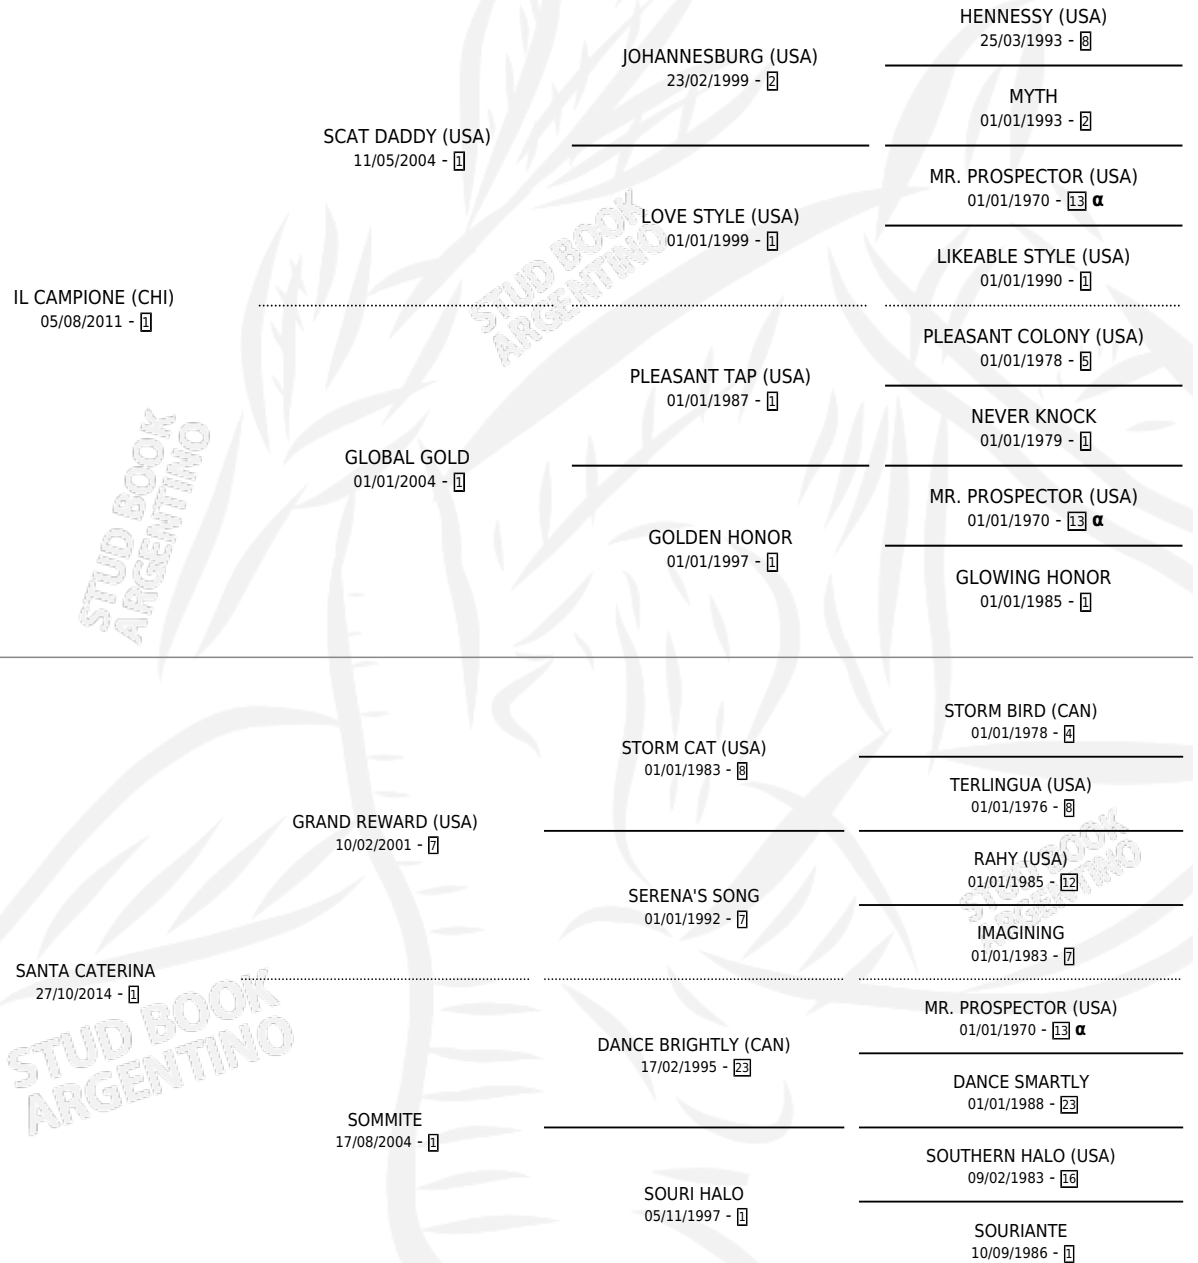 HENNESSY (USA)
25/03/1993 - 8
JOHANNESBURG (USA)
23/02/1999 - 2
MYTH
01/01/1993 - 2
SCAT DADDY (USA)
11/05/2004 - 1
MR. PROSPECTOR (USA)
01/01/1970 - 13 α
LOVE STYLE (USA)
01/01/1999 - 1
LIKEABLE STYLE (USA)
01/01/1990 - 1
IL CAMPIONE (CHI)
05/08/2011 - 1
PLEASANT COLONY (USA)
01/01/1978 - 5
PLEASANT TAP (USA)
01/01/1987 - 1
NEVER KNOCK
01/01/1979 - 1
GLOBAL GOLD
01/01/2004 - 1
MR. PROSPECTOR (USA)
01/01/1970 - 13 α
GOLDEN HONOR
01/01/1997 - 1
GLOWING HONOR
01/01/1985 - 1
STORM BIRD (CAN)
01/01/1978 - 4
STORM CAT (USA)
01/01/1983 - 8
TERLINGUA (USA)
01/01/1976 - 8
GRAND REWARD (USA)
10/02/2001 - 7
RAHY (USA)
01/01/1985 - 12
SERENA'S SONG
01/01/1992 - 7
IMAGINING
01/01/1983 - 7
SANTA CATERINA
27/10/2014 - 1
MR. PROSPECTOR (USA)
01/01/1970 - 13 α
DANCE BRIGHTLY (CAN)
17/02/1995 - 23
DANCE SMARTLY
01/01/1988 - 23
SOMMITE
17/08/2004 - 1
SOUTHERN HALO (USA)
09/02/1983 - 16
SOURI HALO
05/11/1997 - 1
SOURIANTE
10/09/1986 - 1
STUD BOOK
ARGENTINO
STUD BOOK
ARGENTINO
STUD BOOK
ARGENTINO
STUD BOOK
ARGENTINO